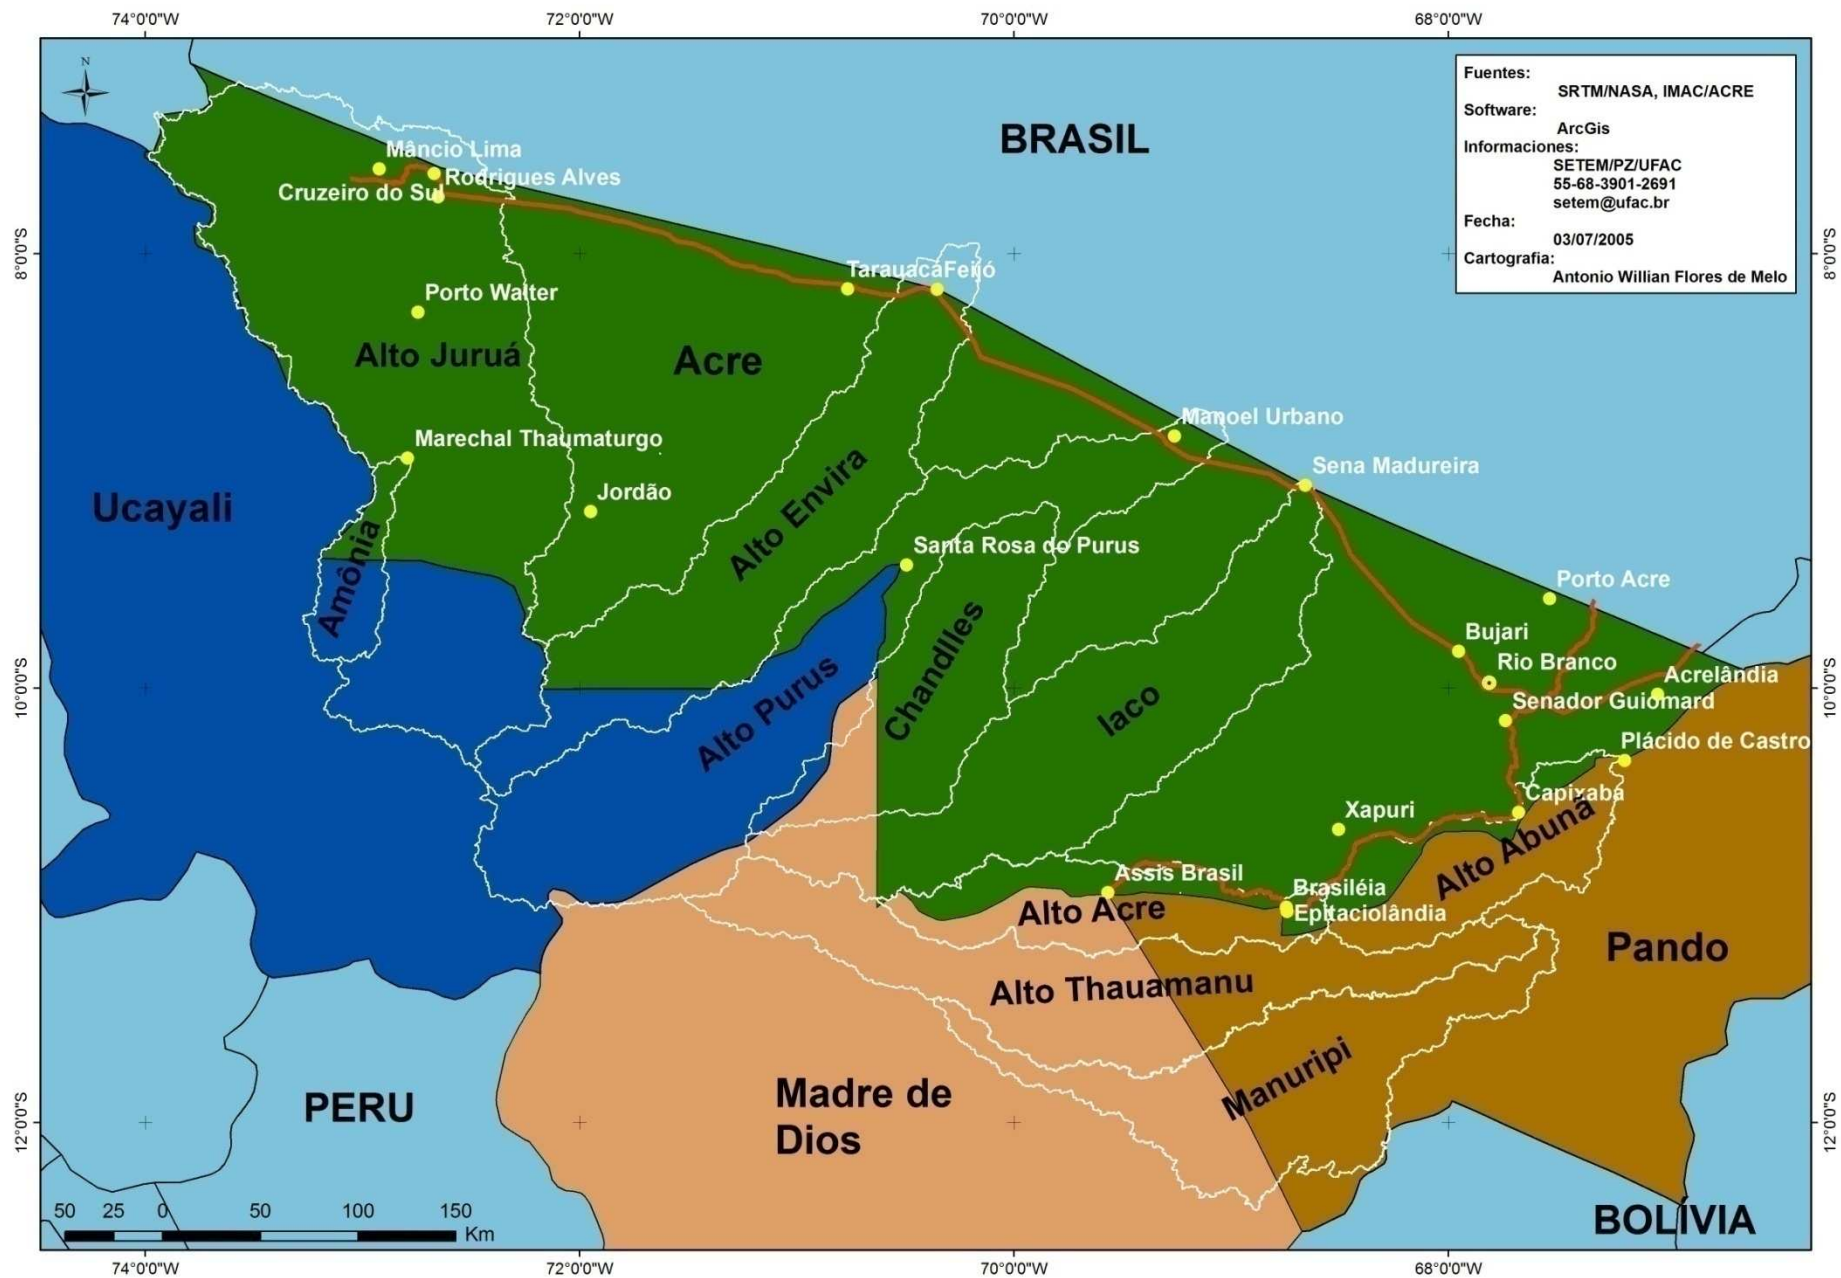 74°0'0"W
72°0'0"W
70°0'0"W
68°0'0"W
N
Fuentes:
SRTM/NASA, IMAC/ACRE
Software:
ArcGis
Informaciones:
SETEM/PZ/UFAC
55-68-3901-2691
setem@ufac.br
Fecha:
03/07/2005
Cartografia:
Antonio Willian Flores de Melo
BRASIL
Mâncio Lima
Rodrigues Alves
Cruzeiro do Sul
8°0'0"S
8°0'0"S
Tarauacá
Feijó
Porto Walter
Alto Juruá
Acre
Manoel Urbano
Marechal Thaumaturgo
Sena Madureira
Jordão
Ucayali
Alto Envira
Amônia
Santa Rosa do Purus
Porto Acre
Bujari
Rio Branco
Acrelândia
Chandlles
10°0'0"S
10°0'0"S
Senador Guiomard
Iaco
Alto Purus
Plácido de Castro
Capixaba
Xapuri
Alto Abunã
Assis Brasil
Brasiléia
Epitaciolândia
Alto Acre
Pando
Alto Thauamanu
Manuripi
PERU
Madre de
Dios
12°0'0"S
12°0'0"S
BOLÍVIA
50 25 0 50 100 150
Km
74°0'0"W
72°0'0"W
70°0'0"W
68°0'0"W